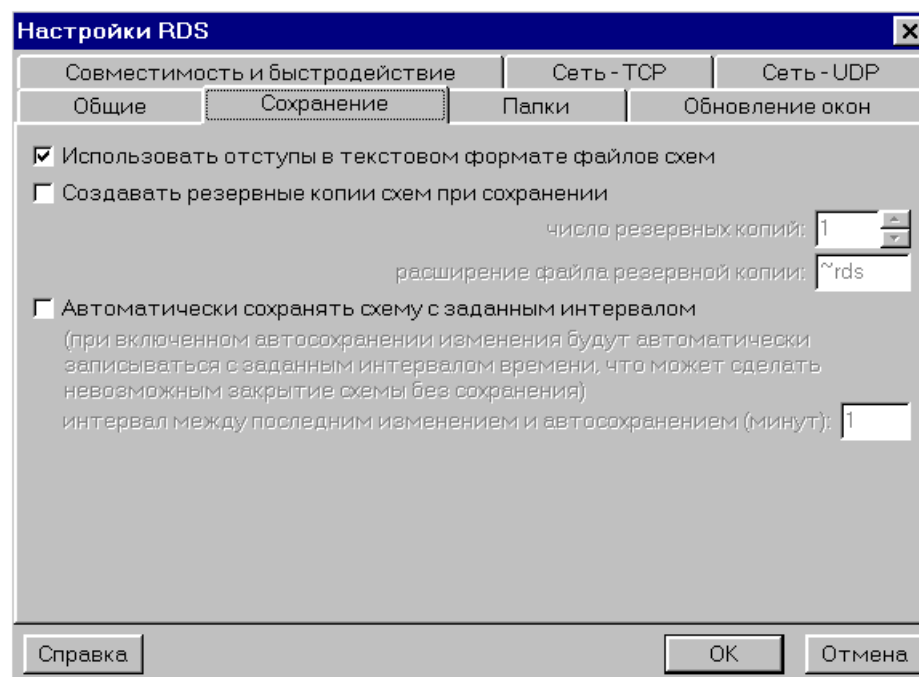 Настройки RDS
Совместимость и быстродействие Сеть - TCP Сеть - UDP
Общие Сохранение Папки Обновление окон
Использовать отступы в текстовом формате файлов схем
Создавать резервные копии схем при сохранении
число резервных копий: 1
расширение файла резервной копии: ~rds
Автоматически сохранять схему с заданным интервалом
(при включенном автосохранении изменения будут автоматически
записываться с заданным интервалом времени, что может сделать
невозможным закрытие схемы без сохранения)
интервал между последним изменением и автосохранением (минут): 1
Справка OK Отмена